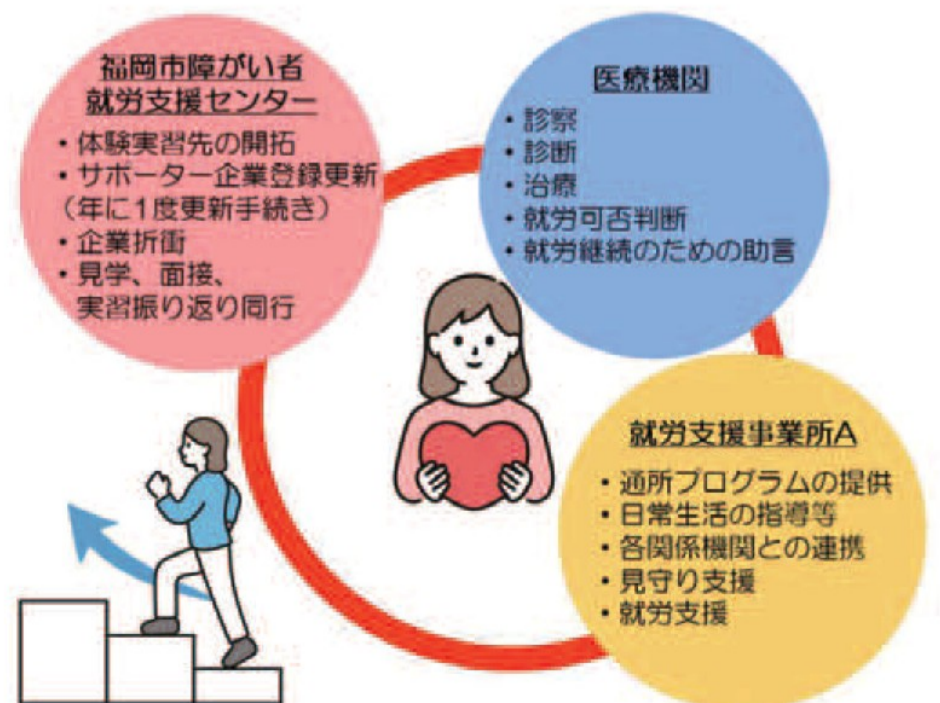 福岡市障がい者
就労支援センター
・体験実習先の開拓
・サポーター企業登録更新
（年に1度更新手続き）
・企業折衝
・見学、面接、
実習振り返り同行
医療機関
・診察
・診断
・治療
・就労可否判断
・就労継続のための助言
就労支援事業所A
・通所プログラムの提供
・日常生活の指導等
・各関係機関との連携
・見守り支援
・就労支援